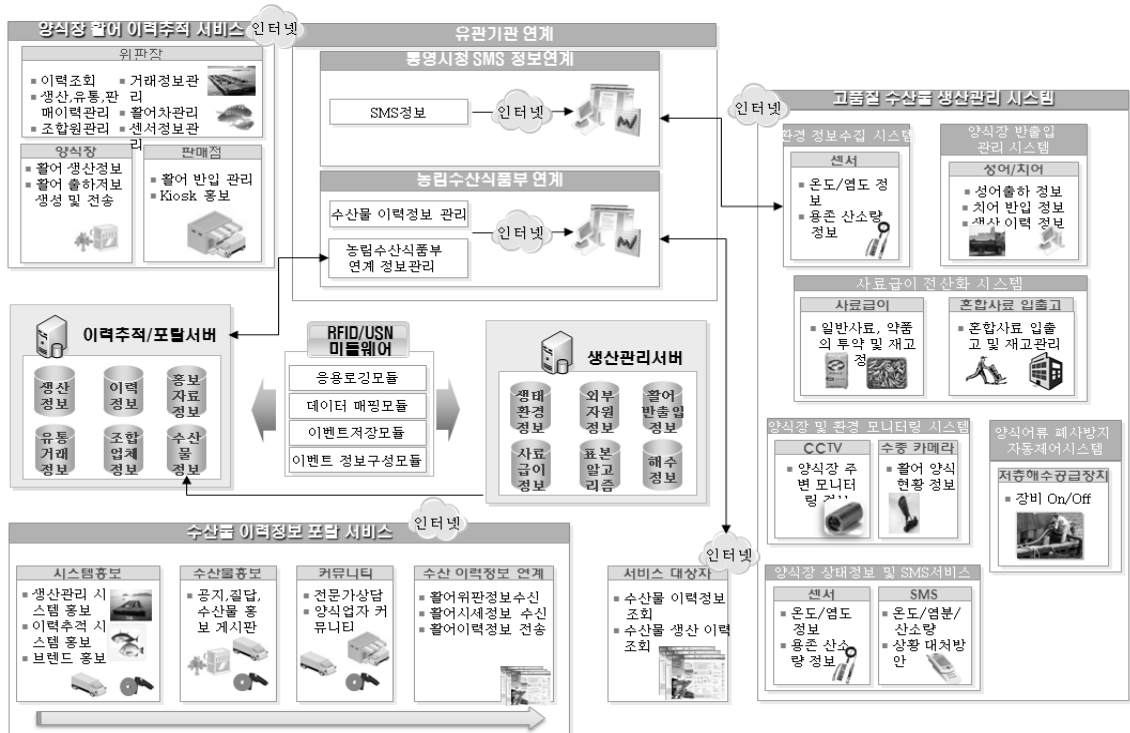 양식장 활어 이력추적 서비스
인터넷
위판장
▪ 이력조회
▪ 생산,유통,판
매이력관리
▪ 조합원관리
▪ 거래정보관
리
▪ 활어차관리
▪ 센서정보관
리
양식장
▪ 활어 생산정보
▪ 활어 출하저보
생성 및 전송
판매점
▪ 활어 반입 관리
▪ Kiosk 홍보
유관기관 연계
통영시청 SMS 정보연계
SMS정보
인터넷
농림수산식품부 연계
수산물 이력정보 관리
농림수산식품부
연계 정보관리
인터넷
인터넷
고품질 수산물 생산관리 시스템
환경 정보수집 시스템
센서
▪ 온도/염도 정
보
▪ 용존 산소량
정보
양식장 반출입
관리 시스템
성어/치어
▪ 성어출하 정보
▪ 치어 반입 정보
▪ 생산 이력 정보
사료급이 전산화 시스템
사료급이
▪ 일반사료, 약품
의 투약 및 재고
정
혼합사료 입출고
▪ 혼합사료 입출
고 및 재고관리
양식장 및 환경 모니터링 시스템
CCTV
▪ 양식장 주
변 모니터
링 정보
수중 카메라
▪ 활어 양식
현황 정보
양식어류 폐사방지
자동제어시스템
저층해수공급장치
▪ 장비 On/Off
양식장 상태정보 및 SMS서비스
센서
▪ 온도/염도
정보
▪ 용존 산소
량 정보
SMS
▪ 온도/염분/
산소량
▪ 상황 대처방
안
이력추적/포탈서버
생산
정보
이력
정보
홍보
자료
정보
유통
거래
정보
조합
업체
정보
수산
물
정보
RFID/USN
미들웨어
응용로깅모듈
데이터 매핑모듈
이벤트저장모듈
이벤트 정보구성모듈
생산관리서버
생태
환경
정보
외부
자원
정보
활어
반출입
정보
사료
급이
정보
표본
알고
리즘
해수
정보
인터넷
수산물 이력정보 포탈 서비스
시스템홍보
▪ 생산관리 시
스템 홍보
▪ 이력추적 시
스템 홍보
▪ 브렌드 홍보
수산물홍보
▪ 공지,질답,
수산물 홍
보 게시판
커뮤니티
▪ 전문가상담
▪ 양식업자 커
뮤니티
수산 이력정보 연계
▪ 활어위판정보수신
▪ 활어시세정보 수신
▪ 활어이력정보 전송
인터넷
서비스 대상자
▪ 수산물 이력정보
조회
▪ 수산물 생산 이력
조회